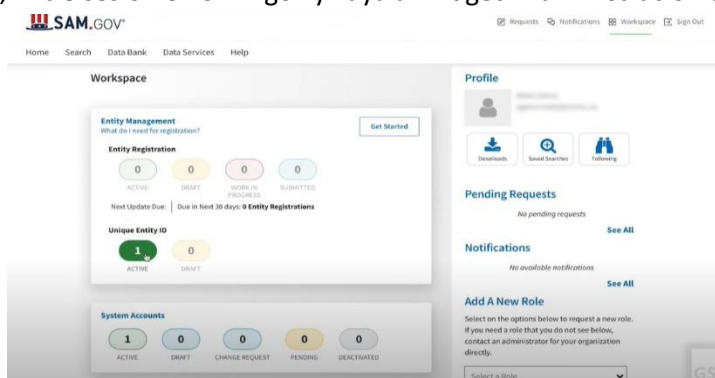 SAM.GOV®
Requests Notifications Workspace Sign Out
Home Search Data Bank Data Services Help
Workspace
Entity Management
What do I need for registration?
Get Started
Entity Registration
0 0 0 0
ACTIVE DRAFT WORK IN PROGRESS SUBMITTED
Next Update Due: Due in Next 30 days: 0 Entity Registrations
Unique Entity ID
1 0
ACTIVE DRAFT
System Accounts
1 0 0 0 0
ACTIVE DRAFT CHANGE REQUEST PENDING DEACTIVATED
Profile
Downloads Saved Searches Following
Pending Requests
No pending requests
See All
Notifications
No available notifications
See All
Add A New Role
Select on the options below to request a new role.
If you need a role that you do not see below,
contact an administrator for your organization
directly.
Select a Role
GS